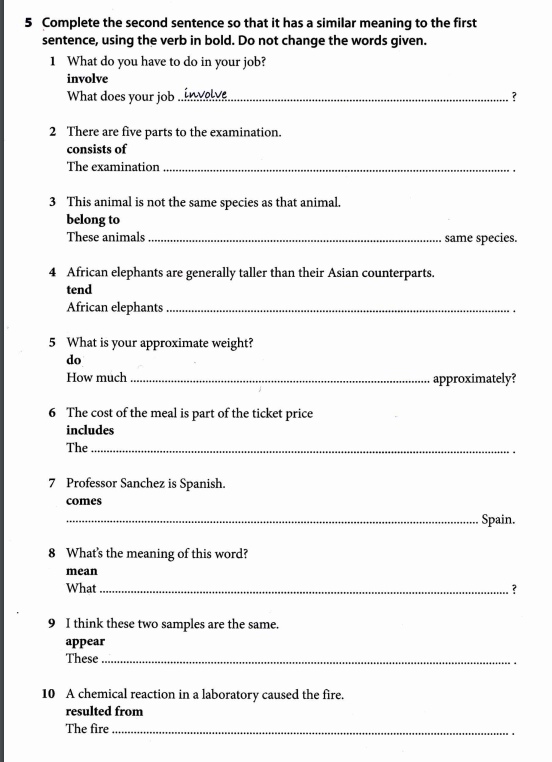 5 Complete the second sentence so that it has a similar meaning to the first
sentence, using the verb in bold. Do not change the words given.
1 What do you have to do in your job?
involve
What does your job ..involve.......................................................... ?
2 There are five parts to the examination.
consists of
The examination .......................................................... .
3 This animal is not the same species as that animal.
belong to
These animals .......................................................... same species.
4 African elephants are generally taller than their Asian counterparts.
tend
African elephants .......................................................... .
5 What is your approximate weight?
do
How much .......................................................... approximately?
6 The cost of the meal is part of the ticket price
includes
The .......................................................... .
7 Professor Sanchez is Spanish.
comes
.......................................................... Spain.
8 What's the meaning of this word?
mean
What .......................................................... ?
9 I think these two samples are the same.
appear
These .......................................................... .
10 A chemical reaction in a laboratory caused the fire.
resulted from
The fire .......................................................... .